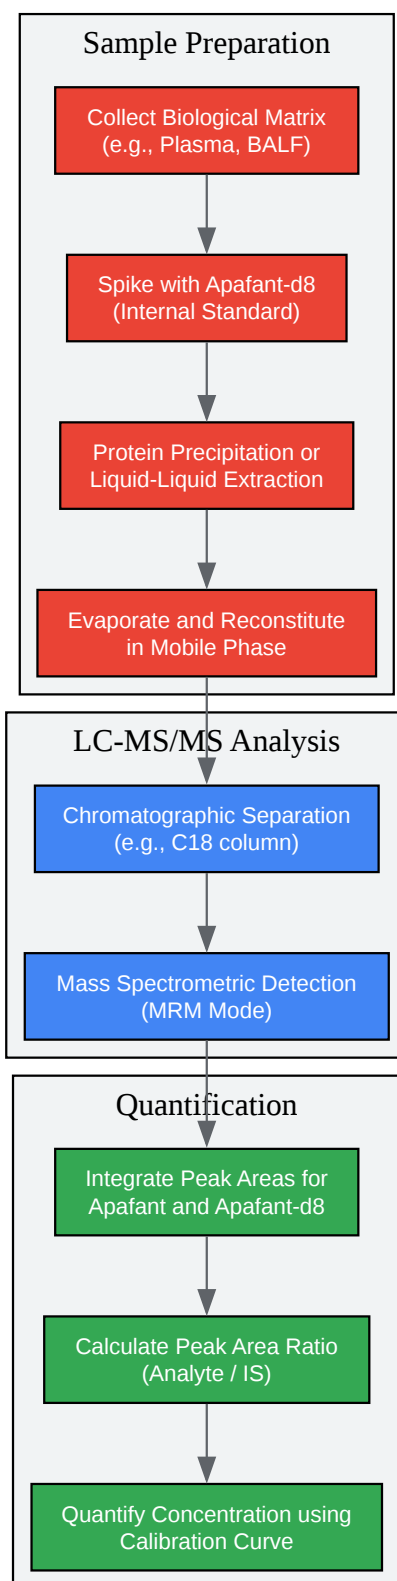 Sample Preparation
Collect Biological Matrix
(e.g., Plasma, BALF)
Spike with Apafant-d8
(Internal Standard)
Protein Precipitation or
Liquid-Liquid Extraction
Evaporate and Reconstitute
in Mobile Phase
LC-MS/MS Analysis
Chromatographic Separation
(e.g., C18 column)
Mass Spectrometric Detection
(MRM Mode)
Quantification
Integrate Peak Areas for
Apafant and Apafant-d8
Calculate Peak Area Ratio
(Analyte / IS)
Quantify Concentration using
Calibration Curve